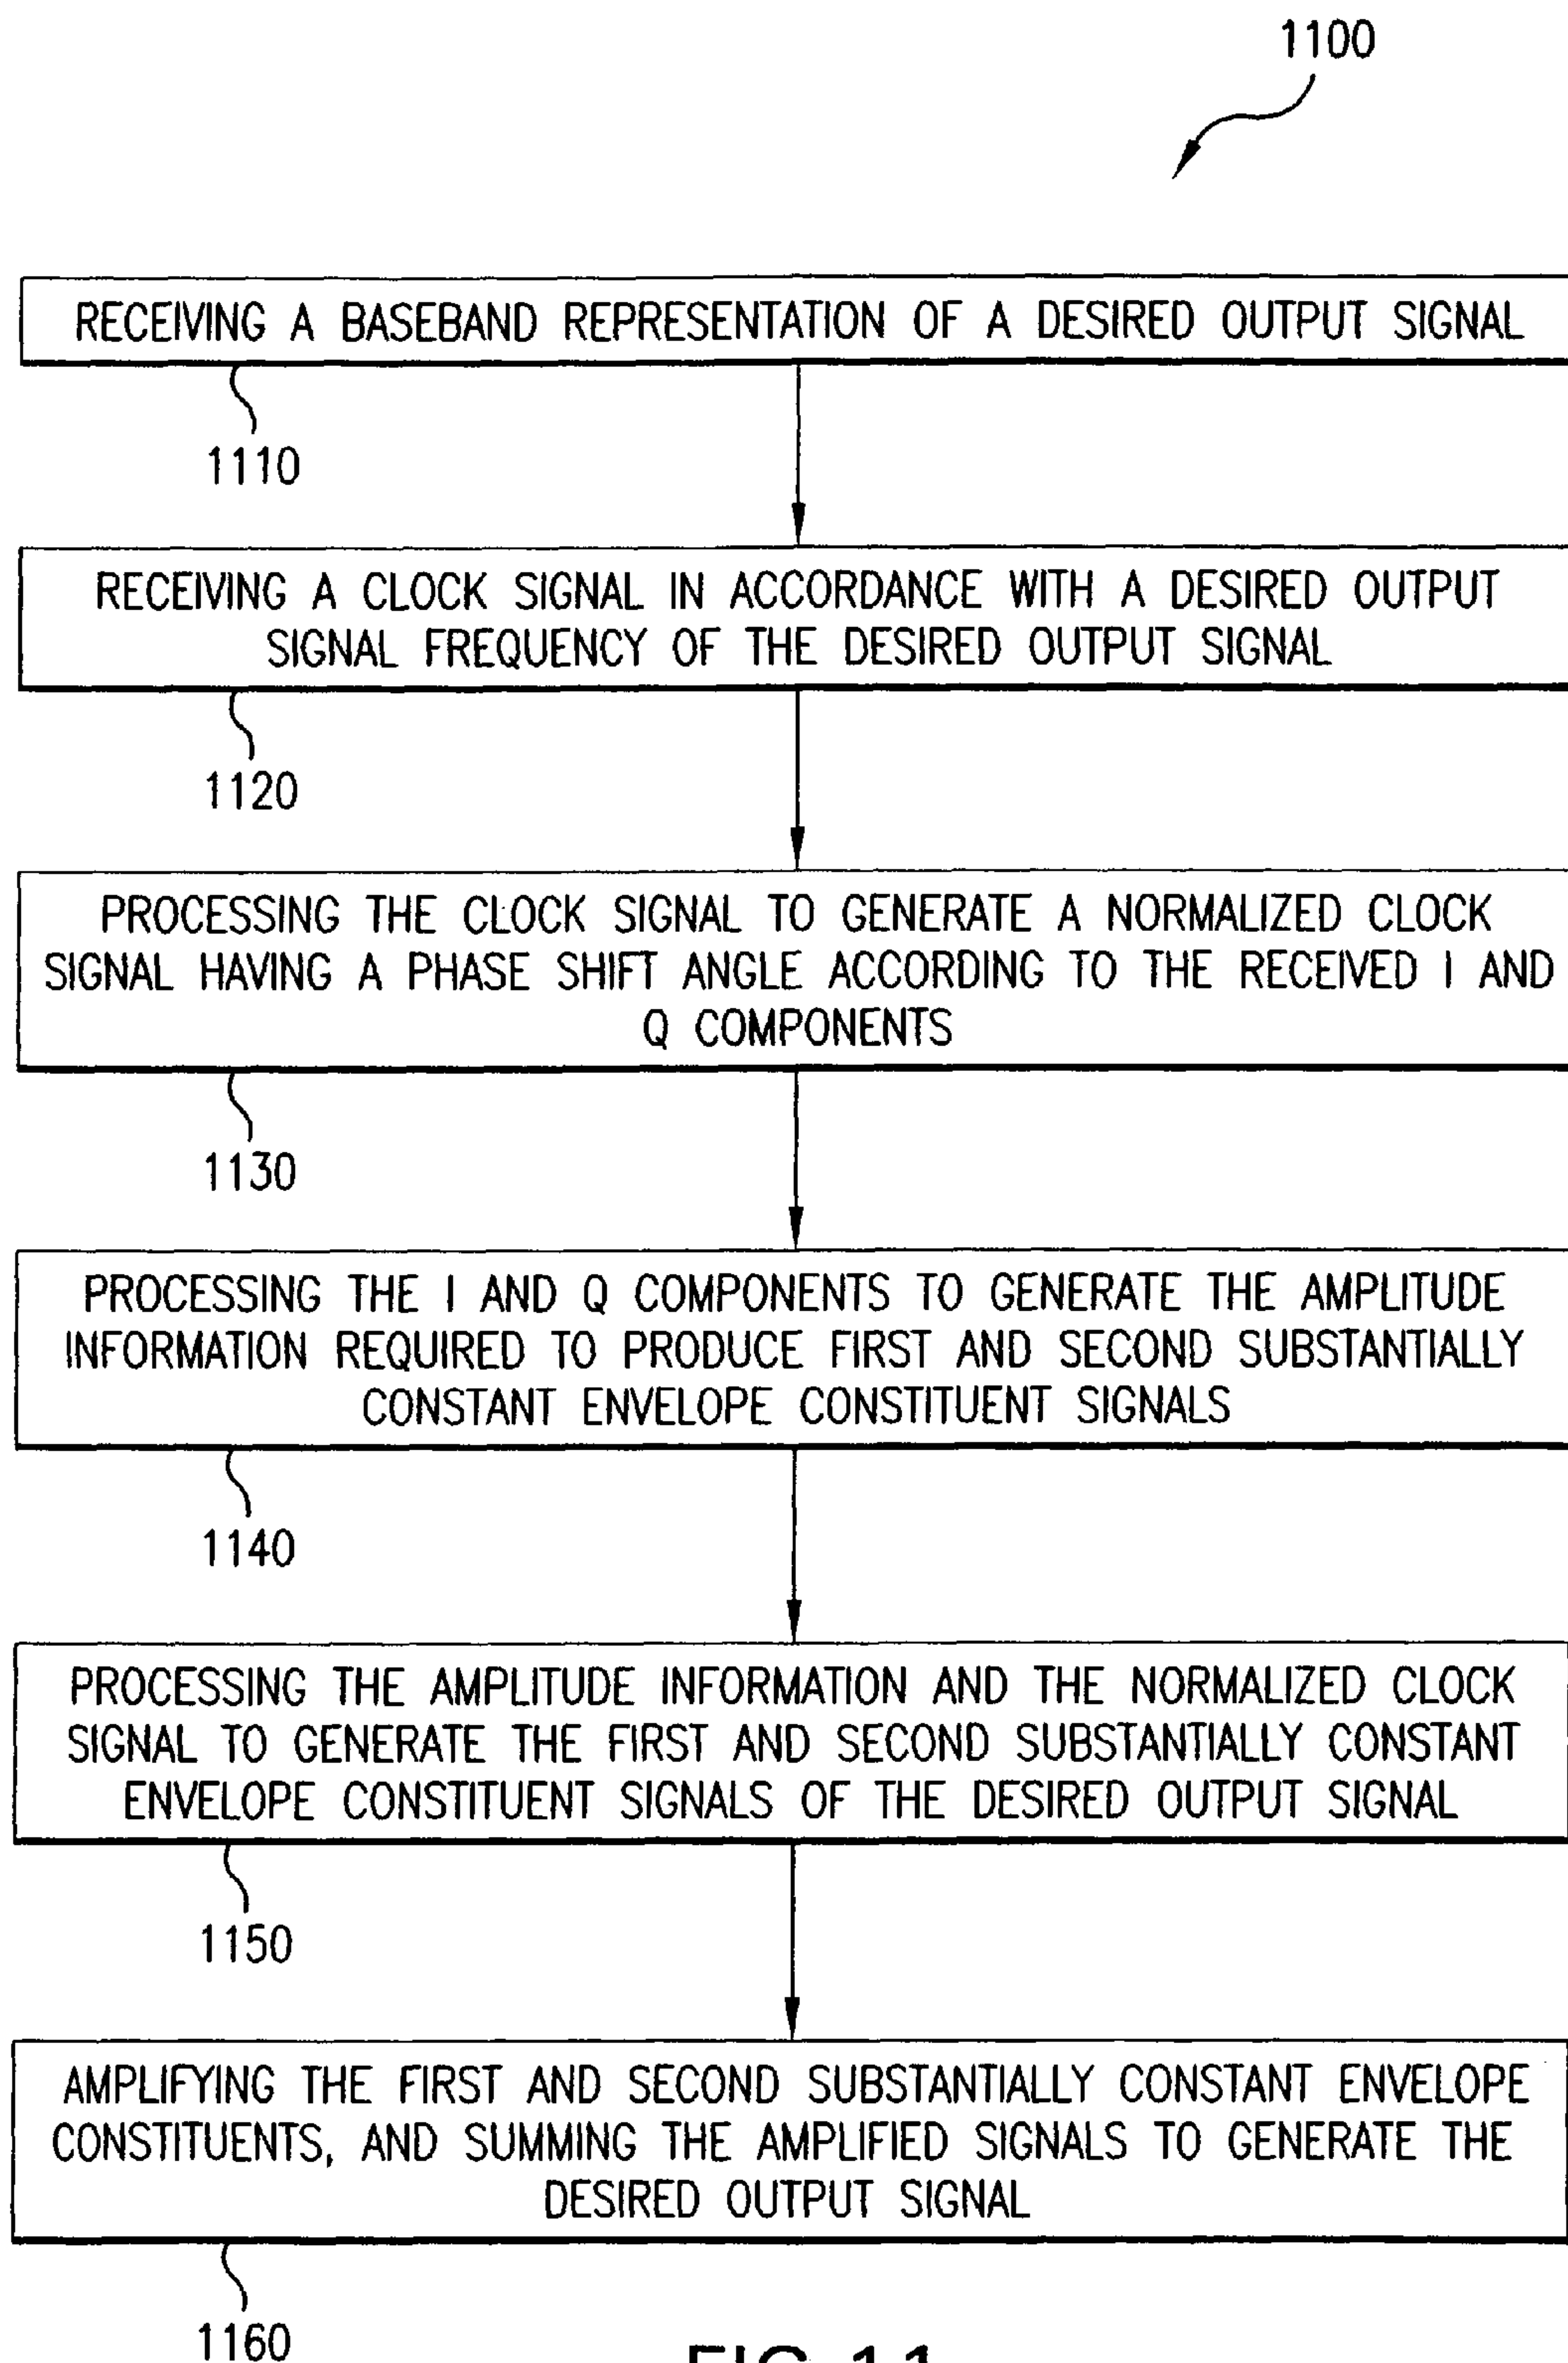 1100
RECEIVING A BASEBAND REPRESENTATION OF A DESIRED OUTPUT SIGNAL
1110
RECEIVING A CLOCK SIGNAL IN ACCORDANCE WITH A DESIRED OUTPUT
SIGNAL FREQUENCY OF THE DESIRED OUTPUT SIGNAL
1120
PROCESSING THE CLOCK SIGNAL TO GENERATE A NORMALIZED CLOCK
SIGNAL HAVING A PHASE SHIFT ANGLE ACCORDING TO THE RECEIVED I AND
Q COMPONENTS
1130
PROCESSING THE I AND Q COMPONENTS TO GENERATE THE AMPLITUDE
INFORMATION REQUIRED TO PRODUCE FIRST AND SECOND SUBSTANTIALLY
CONSTANT ENVELOPE CONSTITUENT SIGNALS
1140
PROCESSING THE AMPLITUDE INFORMATION AND THE NORMALIZED CLOCK
SIGNAL TO GENERATE THE FIRST AND SECOND SUBSTANTIALLY CONSTANT
ENVELOPE CONSTITUENT SIGNALS OF THE DESIRED OUTPUT SIGNAL
1150
AMPLIFYING THE FIRST AND SECOND SUBSTANTIALLY CONSTANT ENVELOPE
CONSTITUENTS, AND SUMMING THE AMPLIFIED SIGNALS TO GENERATE THE
DESIRED OUTPUT SIGNAL
1160
FIG.11